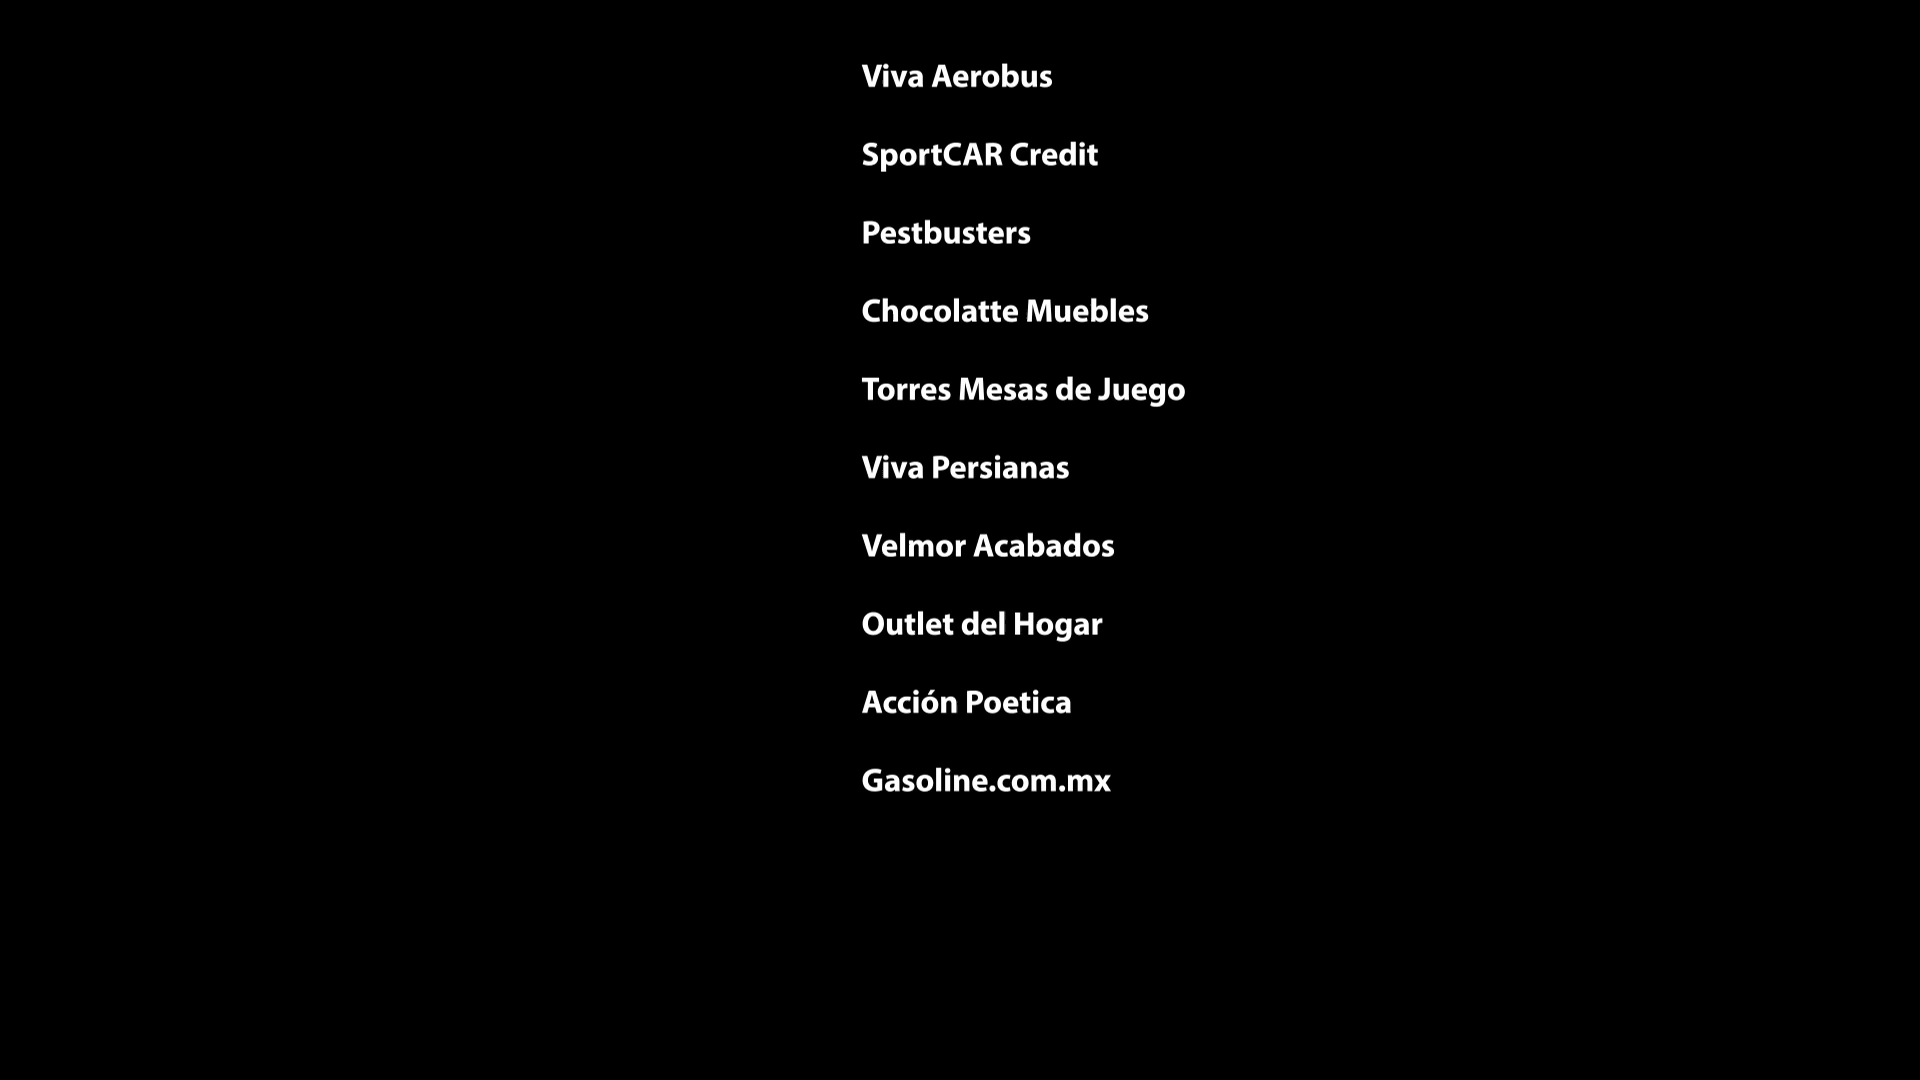 Viva Aerobus
SportCAR Credit
Pestbusters
Chocolatte Muebles
Torres Mesas de Juego
Viva Persianas
Velmor Acabados
Outlet del Hogar
Acción Poetica
Gasoline.com.mx